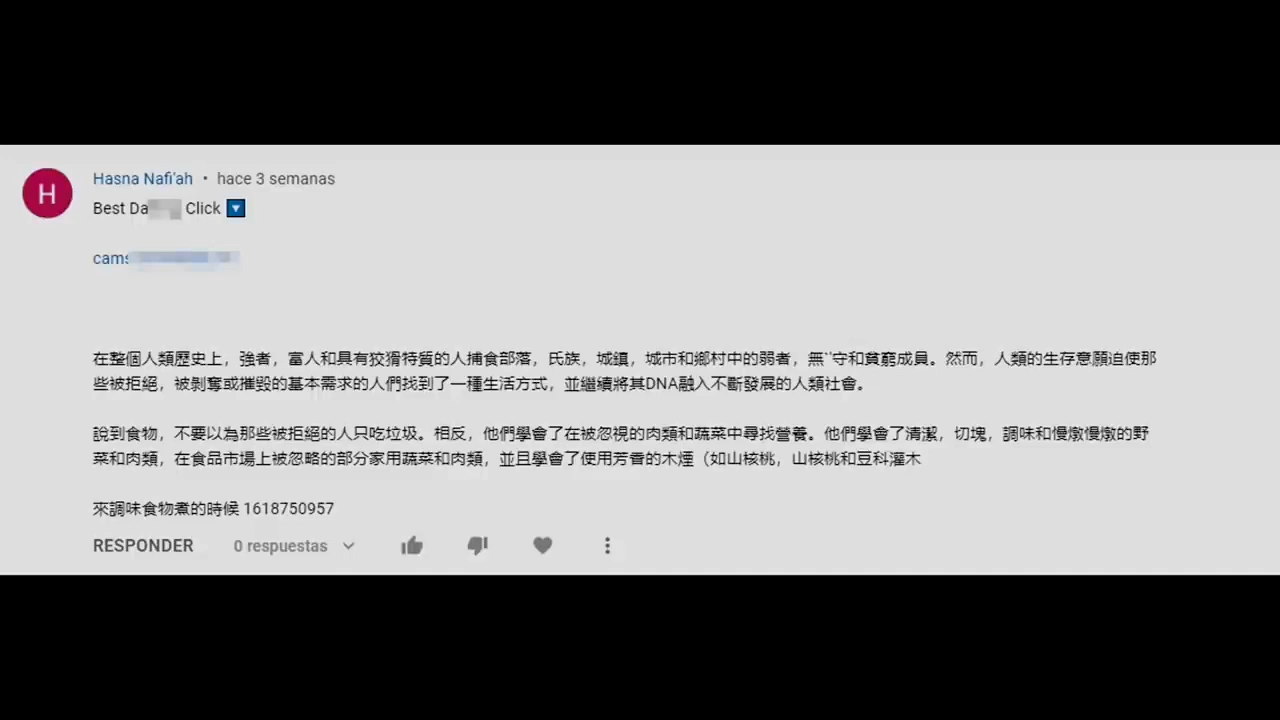 H
Hasna Nafi'ah • hace 3 semanas
Best Da Click
cams
在整個人類歷史上，強者，富人和具有狡猾特質的人捕食部落，氏族，城鎮，城市和鄉村中的弱者，無``守和貧窮成員。然而，人類的生存意願迫使那
些被拒絕，被剝奪或摧毀的基本需求的人們找到了一種生活方式，並繼續將其DNA融入不斷發展的人類社會。
說到食物，不要以為那些被拒絕的人只吃垃圾。相反，他們學會了在被忽視的肉類和蔬菜中尋找營養。他們學會了清潔，切塊，調味和慢燉慢燉的野
菜和肉類，在食品市場上被忽略的部分家用蔬菜和肉類，並且學會了使用芳香的木煙（如山核桃，山核桃和豆科灌木
來調味食物煮的時候 1618750957
RESPONDER 0 respuestas